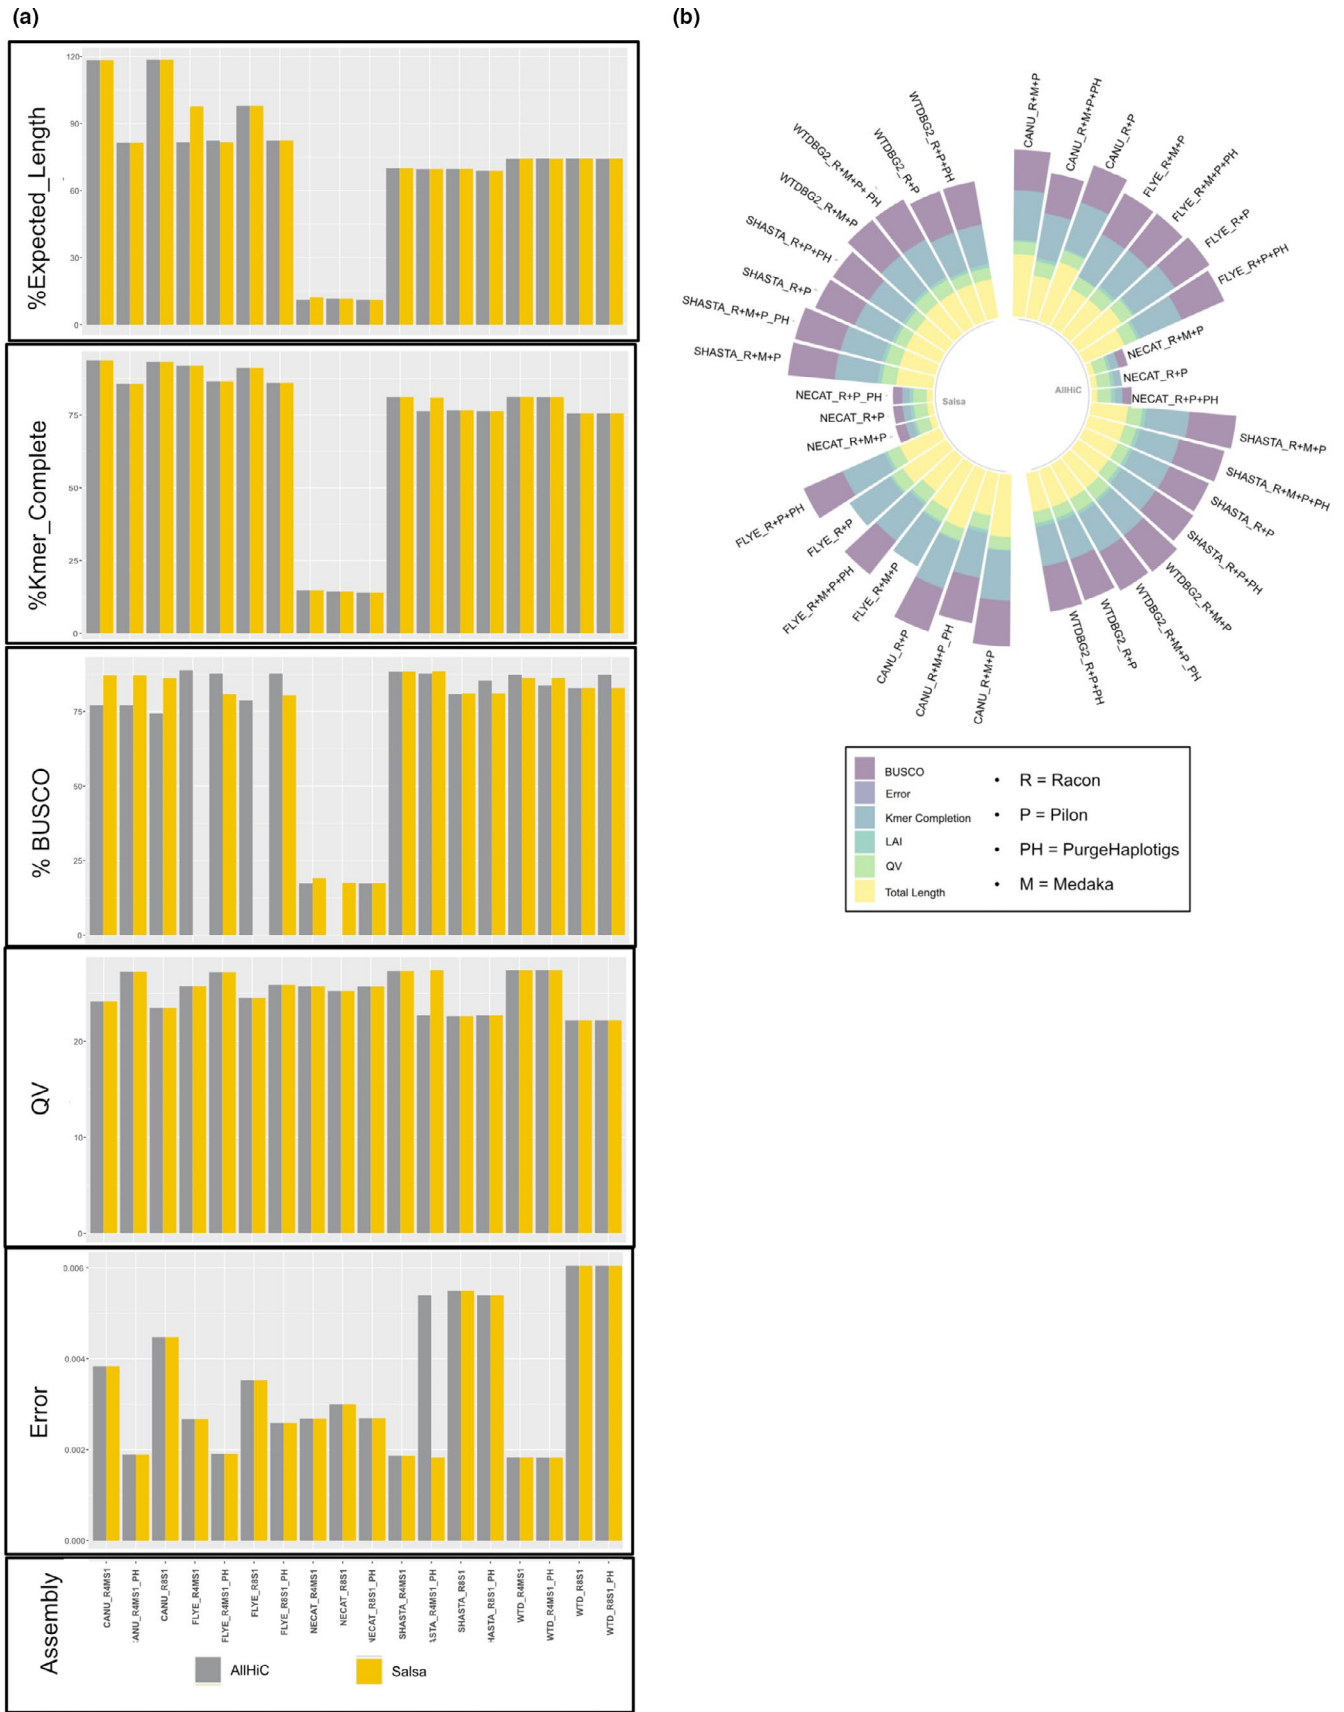 (a)
%Expected_Length
120
90
60
30
0
%Kmer_Complete
75
50
25
0
% BUSCO
75
50
25
0
QV
20
10
0
Error
0.006
0.004
0.002
0.000
Assembly
CANU_R4MS1
:ANU_R4MS1_PH
CANU_R8S1
FLYE_R4MS1
FLYE_R4MS1_PH
FLYE_R8S1
FLYE_R8S1_PH
NECAT_R4MS1
NECAT_R8S1
NECAT_R8S1_PH
SHASTA_R4MS1
\STA_R4MS1_PH
SHASTA_R8S1
HASTA_R8S1_PH
WTD_R4MS1
WTD_R4MS1_PH
WTD_R8S1
WTD_R8S1_PH
AllHiC
Salsa
(b)
CANU_R+M+P
CANU_R+M+P+PH
CANU_R+P
FLYE_R+M+P
FLYE_R+M+P+PH
FLYE_R+P
FLYE_R+P+PH
NECAT_R+M+P
NECAT_R+P
NECAT_R+P+PH
SHASTA_R+M+P
SHASTA_R+M+P+PH
SHASTA_R+P
SHASTA_R+P+PH
WTDBG2_R+M+P
WTDBG2_R+M+P_PH
WTDBG2_R+P
WTDBG2_R+P+PH
CANU_R+M+P
CANU_R+M+P_PH
CANU_R+P
FLYE_R+M+P
FLYE_R+M+P+PH
FLYE_R+P
FLYE_R+P+PH
NECAT_R+M+P
NECAT_R+P
NECAT_R+P_PH
SHASTA_R+M+P
SHASTA_R+M+P_PH
SHASTA_R+P
SHASTA_R+P+PH
WTDBG2_R+M+P
WTDBG2_R+M+P+ PH
WTDBG2_R+P
WTDBG2_R+P+PH
Salsa
AllHiC
BUSCO
Error
Kmer Completion
LAI
QV
Total Length
• R = Racon
• P = Pilon
• PH = PurgeHaplotigs
• M = Medaka